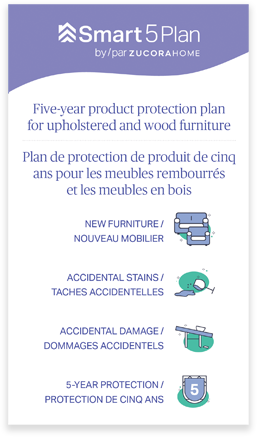 Smart 5 Plan
by/par ZUCORAHOME
Five-year product protection plan
for upholstered and wood furniture
Plan de protection de produit de cinq
ans pour les meubles rembourrés
et les meubles en bois
NEW FURNITURE /
NOUVEAU MOBILIER
ACCIDENTAL STAINS /
TACHES ACCIDENTELLES
ACCIDENTAL DAMAGE /
DOMMAGES ACCIDENTELS
5-YEAR PROTECTION /
PROTECTION DE CINQ ANS
5